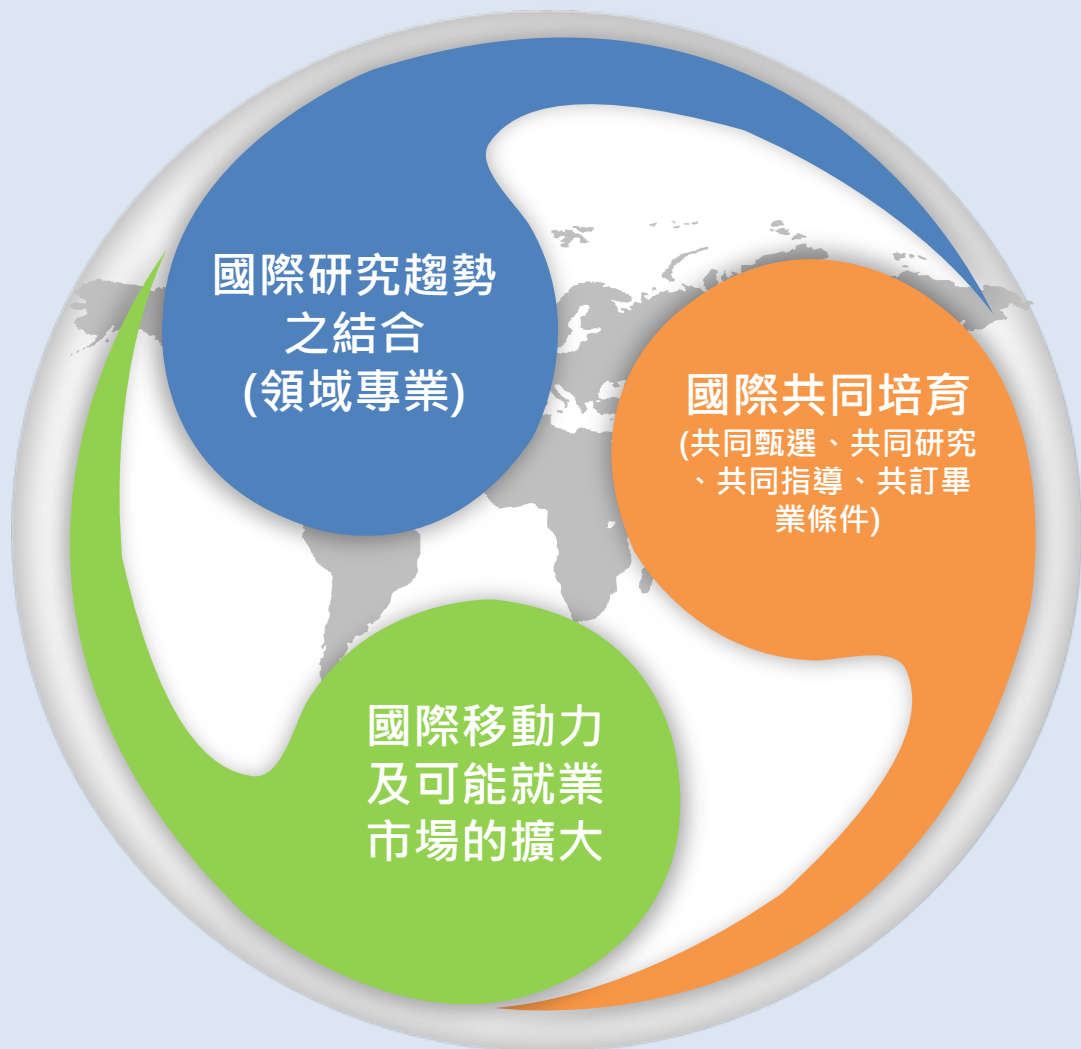 國際研究趨勢
之結合
(領域專業)
國際共同培育
(共同甄選、共同研究
、共同指導、共訂畢
業條件)
國際移動力
及可能就業
市場的擴大